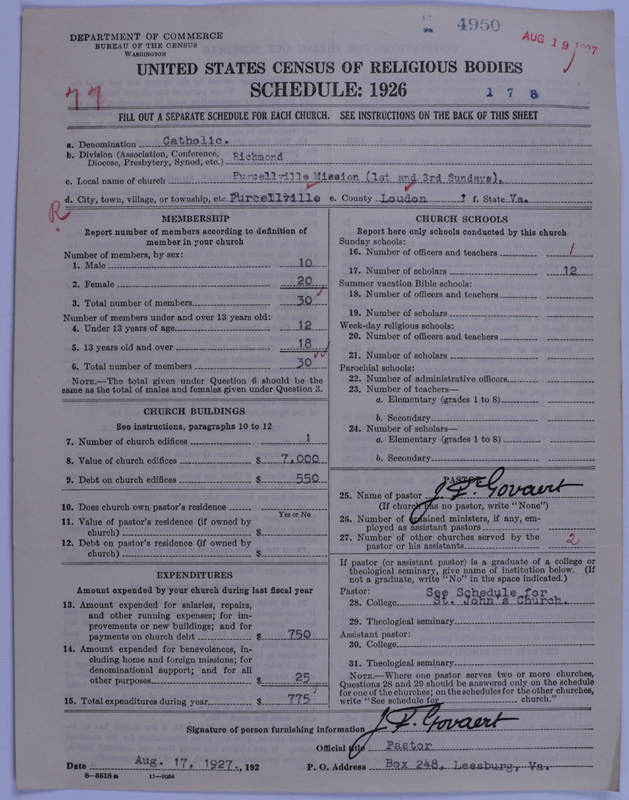 4950
AUG 19 1927
DEPARTMENT OF COMMERCE
BUREAU OF THE CENSUS
WASHINGTON
UNITED STATES CENSUS OF RELIGIOUS BODIES
SCHEDULE: 1926
77
1 7 8
FILL OUT A SEPARATE SCHEDULE FOR EACH CHURCH. SEE INSTRUCTIONS ON THE BACK OF THIS SHEET
a. Denomination Catholic.
b. Division (Association, Conference, Diocese, Presbytery, Synod, etc.) Richmond
c. Local name of church Purcellville Mission (1st and 3rd Sundays),
d. City, town, village, or township, etc. Purcellville e. County Loudon , f. State Va.
R
MEMBERSHIP
Report number of members according to definition of
member in your church
Number of members, by sex:
1. Male 10
2. Female 20
3. Total number of members 30
Number of members under and over 13 years old:
4. Under 13 years of age 12
5. 13 years old and over 18
6. Total number of members 30
NOTE.—The total given under Question 6 should be
same as the total of males and females given under Question 3.
CHURCH BUILDINGS
See instructions, paragraphs 10 to 12
7. Number of church edifices 1
8. Value of church edifices $ 7,000
9. Debt on church edifices $ 550
10. Does church own pastor's residence
Yes or No
11. Value of pastor's residence (if owned by
church) $
12. Debt on pastor's residence (if owned by
church) $
EXPENDITURES
Amount expended by your church during last fiscal year
13. Amount expended for salaries, repairs,
and other running expenses; for im-
provements or new buildings; and for
payments on church debt $ 750
14. Amount expended for benevolences, in-
cluding home and foreign missions; for
denominational support; and for all
other purposes $ 25
15. Total expenditures during year $ 775
CHURCH SCHOOLS
Report here only schools conducted by this church
Sunday schools:
16. Number of officers and teachers 1
17. Number of scholars 12
Summer vacation Bible schools:
18. Number of officers and teachers
19. Number of scholars
Week-day religious schools:
20. Number of officers and teachers
21. Number of scholars
Parochial schools:
22. Number of administrative officers
23. Number of teachers—
a. Elementary (grades 1 to 8)
b. Secondary
24. Number of scholars—
a. Elementary (grades 1 to 8)
b. Secondary
PASTOR
25. Name of pastor J. F. Govaert
(If church has no pastor, write "None")
26. Number of ordained ministers, if any, em-
ployed as assistant pastors
27. Number of other churches served by the
pastor or his assistants 2
If pastor (or assistant pastor) is a graduate of a college or
theological seminary, give name of institution below. (If
not a graduate, write "No" in the space indicated.)
Pastor: See Schedule for
28. College St. John's Church.
29. Theological seminary
Assistant pastor:
30. College
31. Theological seminary
NOTE.—Where one pastor serves two or more churches,
Questions 28 and 29 should be answered only on the schedule
for one of the churches; on the schedules for the other churches,
write "See schedule for church."
Signature of person furnishing information J. F. Govaert
Official title Pastor
Date Aug. 17, 1927., 192 P. O. Address Box 248, Leesburg, Va.
8—5518a 11—9034